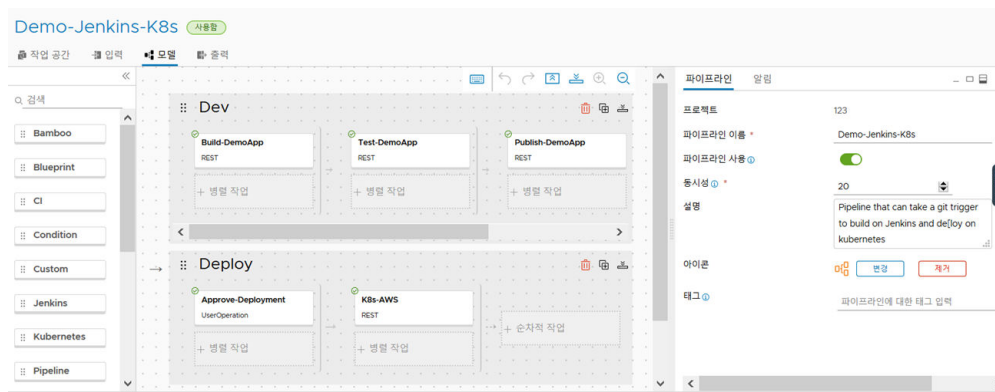 Demo-Jenkins-K8s 사용함
작업 공간 입력 모델 출력
검색
Bamboo
Blueprint
CI
Condition
Custom
Jenkins
Kubernetes
Pipeline
Dev
Build-DemoApp
REST
+ 병렬 작업
Test-DemoApp
REST
+ 병렬 작업
Publish-DemoApp
REST
+ 병렬 작업
Deploy
Approve-Deployment
UserOperation
+ 병렬 작업
K8s-AWS
REST
+ 병렬 작업
+ 순차적 작업
파이프라인 알림
프로젝트 123
파이프라인 이름 * Demo-Jenkins-K8s
파이프라인 사용
동시성 * 20
설명 Pipeline that can take a git trigger
to build on Jenkins and de[loy on
kubernetes
아이콘 변경 제거
태그 파이프라인에 대한 태그 입력